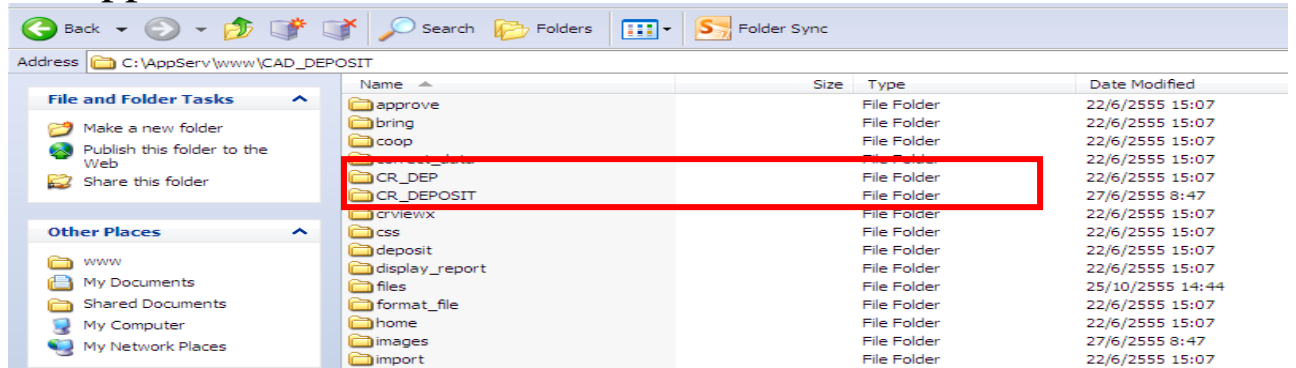 Back Search Folders Folder Sync
Address C:\AppServ\www\CAD_DEPOSIT
Name Size Type Date Modified
File and Folder Tasks
Make a new folder
Publish this folder to the
Web
Share this folder
Other Places
www
My Documents
Shared Documents
My Computer
My Network Places
approve File Folder 22/6/2555 15:07
bring File Folder 22/6/2555 15:07
coop File Folder 22/6/2555 15:07
correct_data File Folder 22/6/2555 15:07
CR_DEP File Folder 22/6/2555 15:07
CR_DEPOSIT File Folder 27/6/2555 8:47
crviewx File Folder 22/6/2555 15:07
css File Folder 22/6/2555 15:07
deposit File Folder 22/6/2555 15:07
display_report File Folder 22/6/2555 15:07
files File Folder 25/10/2555 14:44
format_file File Folder 22/6/2555 15:07
home File Folder 22/6/2555 15:07
images File Folder 27/6/2555 8:47
import File Folder 22/6/2555 15:07